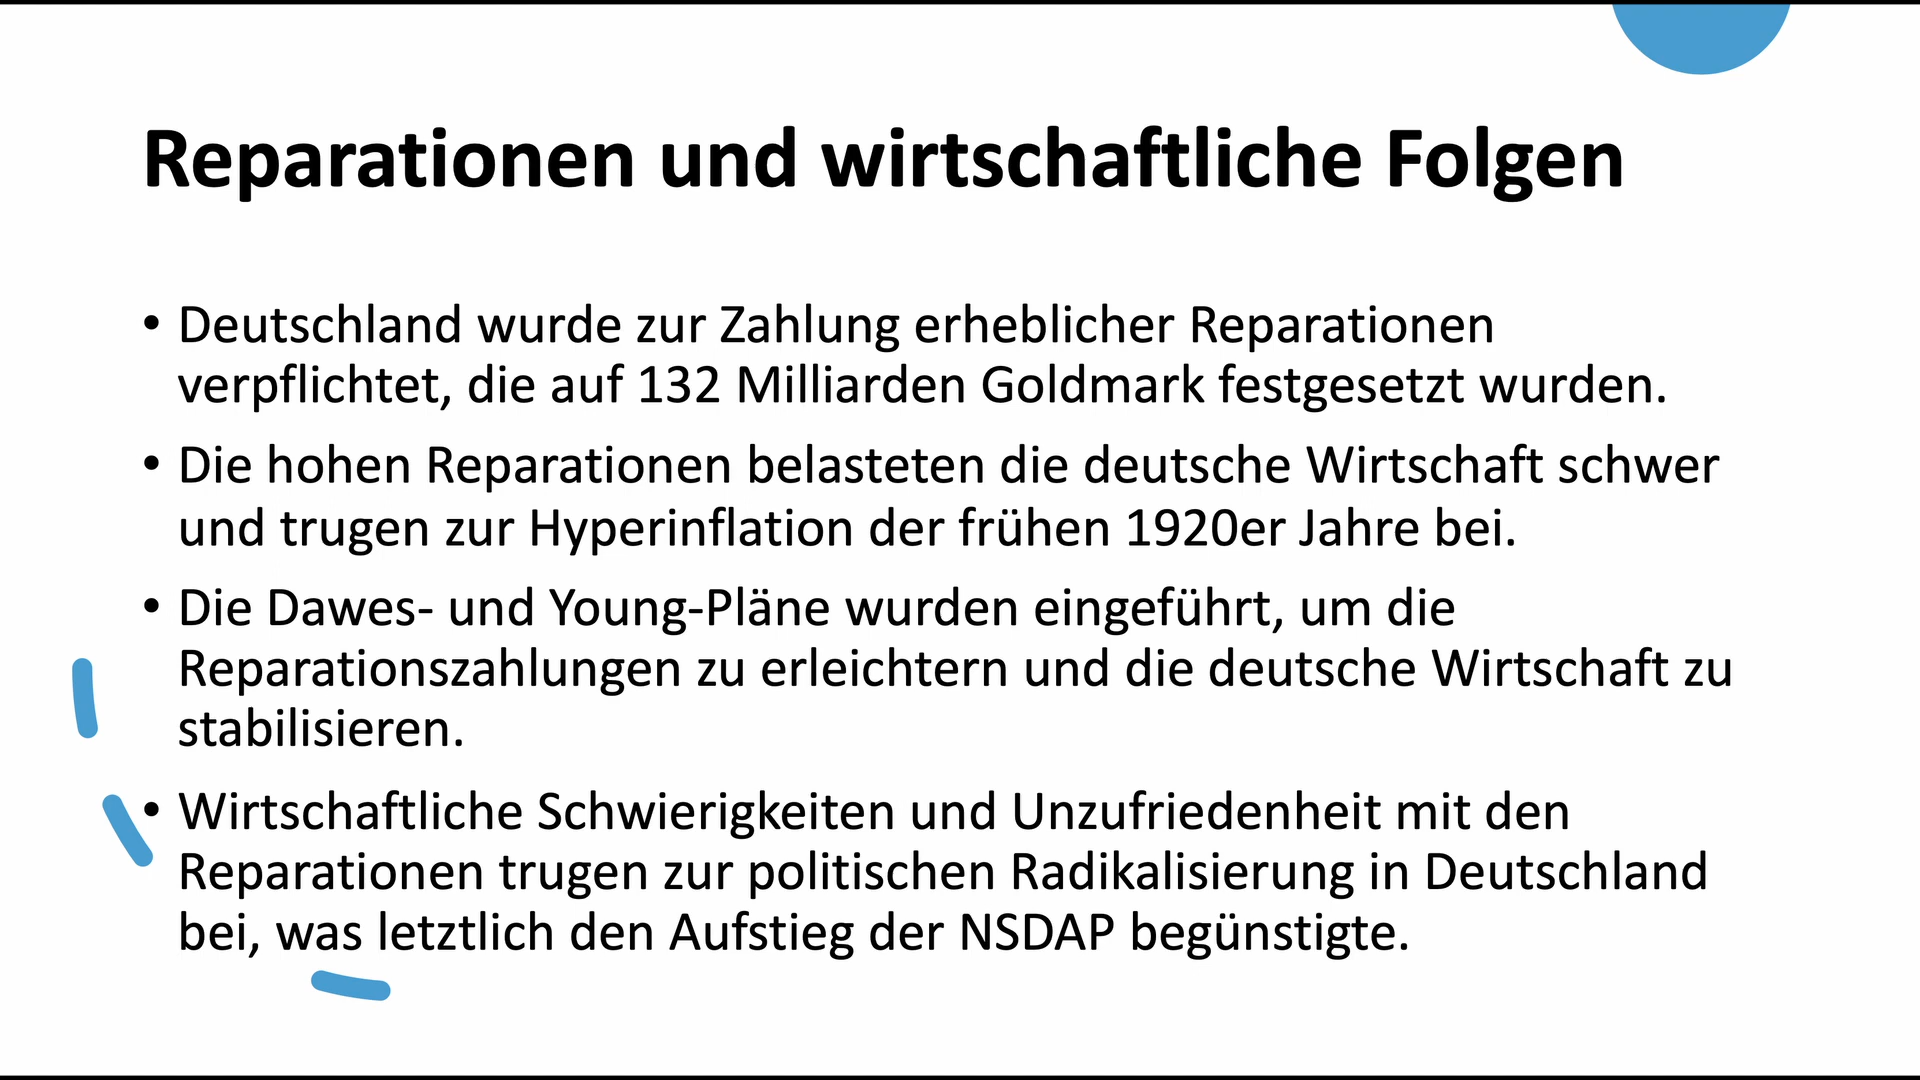 Reparationen und wirtschaftliche Folgen
• Deutschland wurde zur Zahlung erheblicher Reparationen
verpflichtet, die auf 132 Milliarden Goldmark festgesetzt wurden.
• Die hohen Reparationen belasteten die deutsche Wirtschaft schwer
und trugen zur Hyperinflation der frühen 1920er Jahre bei.
• Die Dawes- und Young-Pläne wurden eingeführt, um die
Reparationszahlungen zu erleichtern und die deutsche Wirtschaft zu
stabilisieren.
• Wirtschaftliche Schwierigkeiten und Unzufriedenheit mit den
Reparationen trugen zur politischen Radikalisierung in Deutschland
bei, was letztlich den Aufstieg der NSDAP begünstigte.